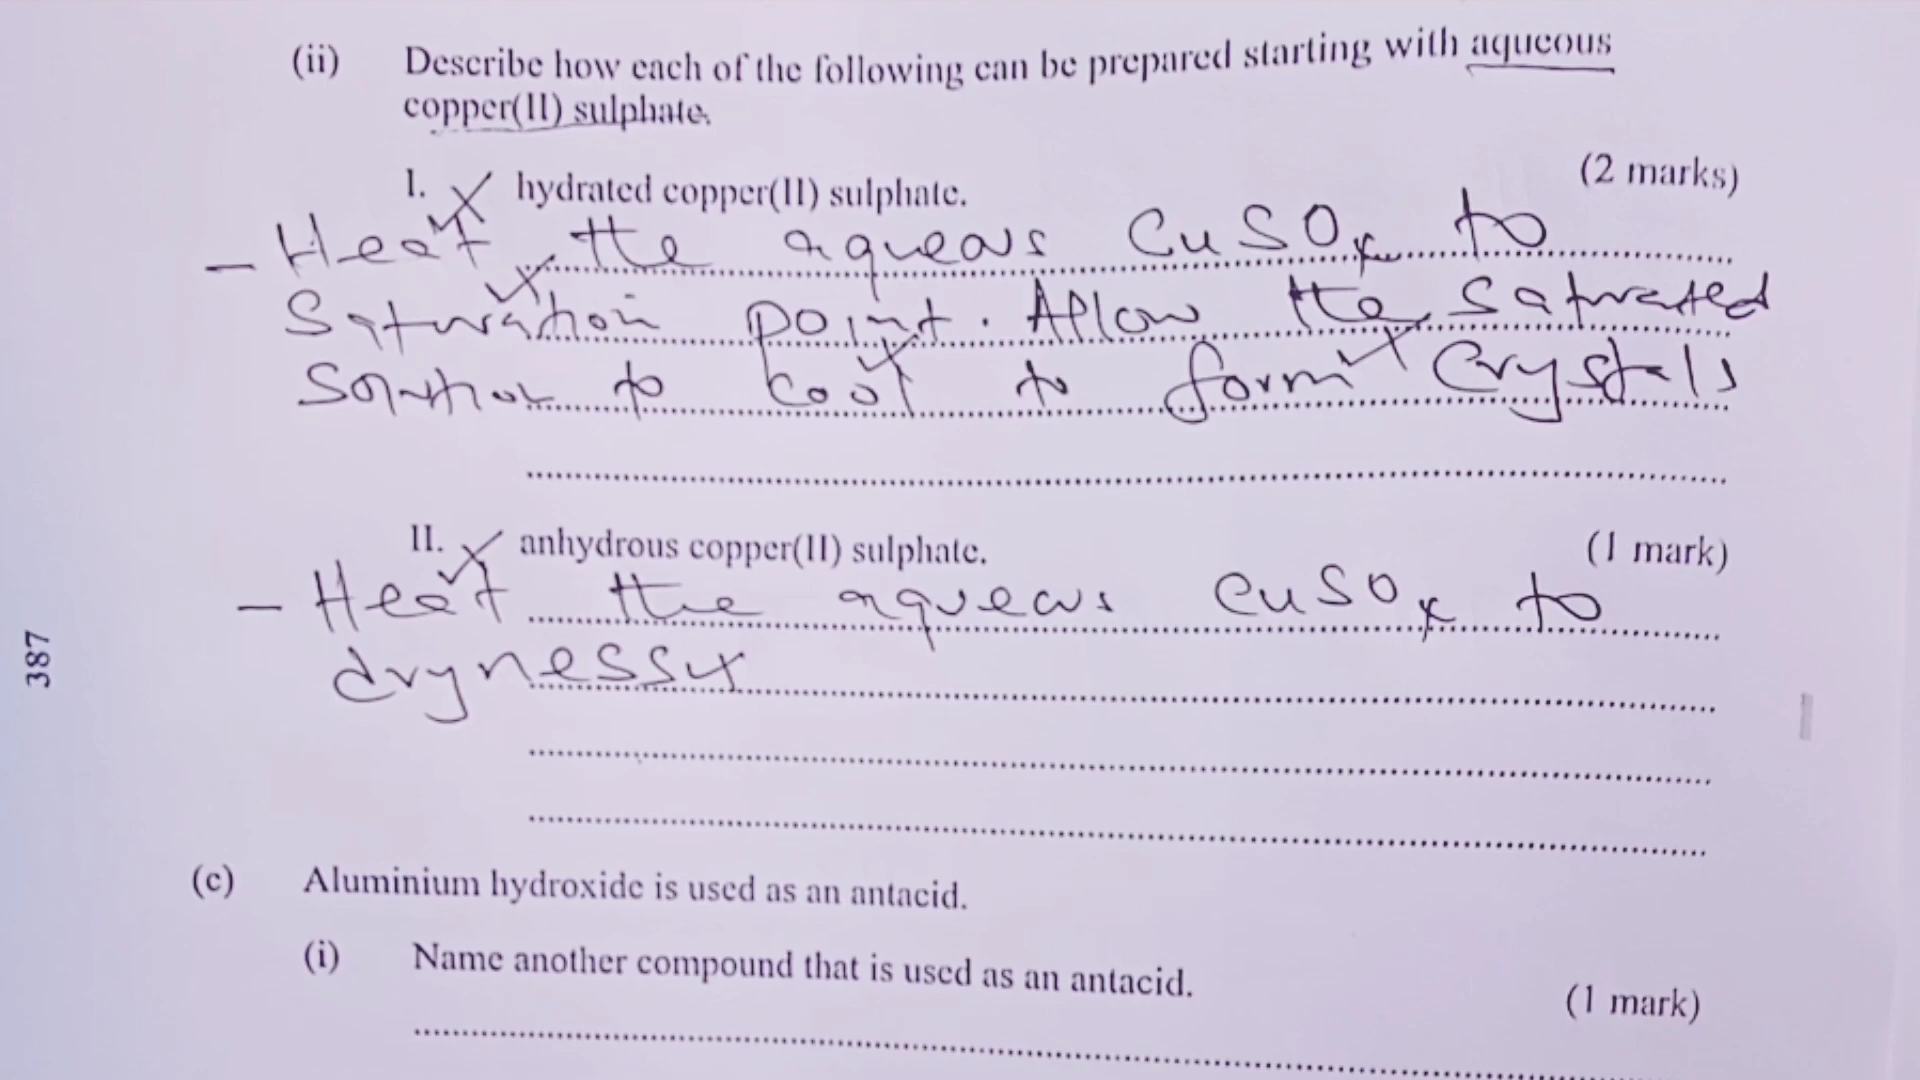 (ii) Describe how each of the following can be prepared starting with aqueous
copper(II) sulphate.
I. hydrated copper(II) sulphate. (2 marks)
- Heat the aqueous CuSO4 to
Saturation point. Allow the saturated
Solution to cool to form crystals
II. anhydrous copper(II) sulphate. (1 mark)
- Heat the aqueous CuSO4 to
dryness
(c) Aluminium hydroxide is used as an antacid.
(i) Name another compound that is used as an antacid. (1 mark)
387